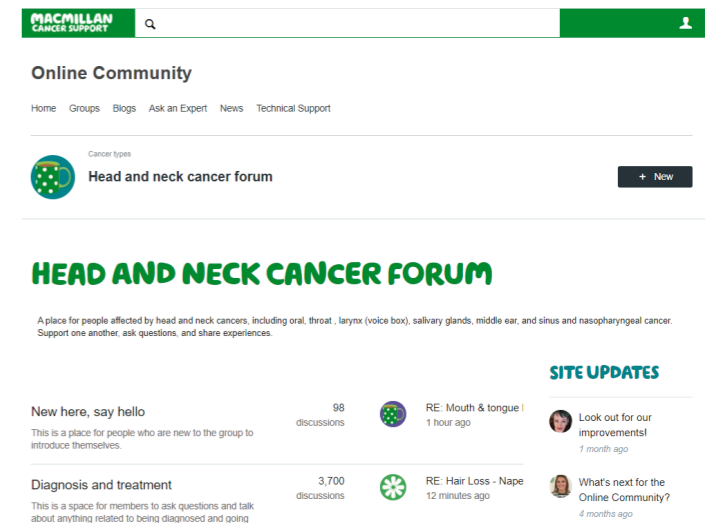 MACMILLAN
CANCER SUPPORT
Online Community
Home Groups Blogs Ask an Expert News Technical Support
Cancer types
Head and neck cancer forum
+ New
HEAD AND NECK CANCER FORUM
A place for people affected by head and neck cancers, including oral, throat , larynx (voice box), salivary glands, middle ear, and sinus and nasopharyngeal cancer.
Support one another, ask questions, and share experiences.
SITE UPDATES
New here, say hello
This is a place for people who are new to the group to
introduce themselves.
98
discussions
RE: Mouth & tongue
1 hour ago
Look out for our
improvements!
1 month ago
Diagnosis and treatment
This is a space for members to ask questions and talk
about anything related to being diagnosed and going
3,700
discussions
RE: Hair Loss - Nape
12 minutes ago
What's next for the
Online Community?
4 months ago